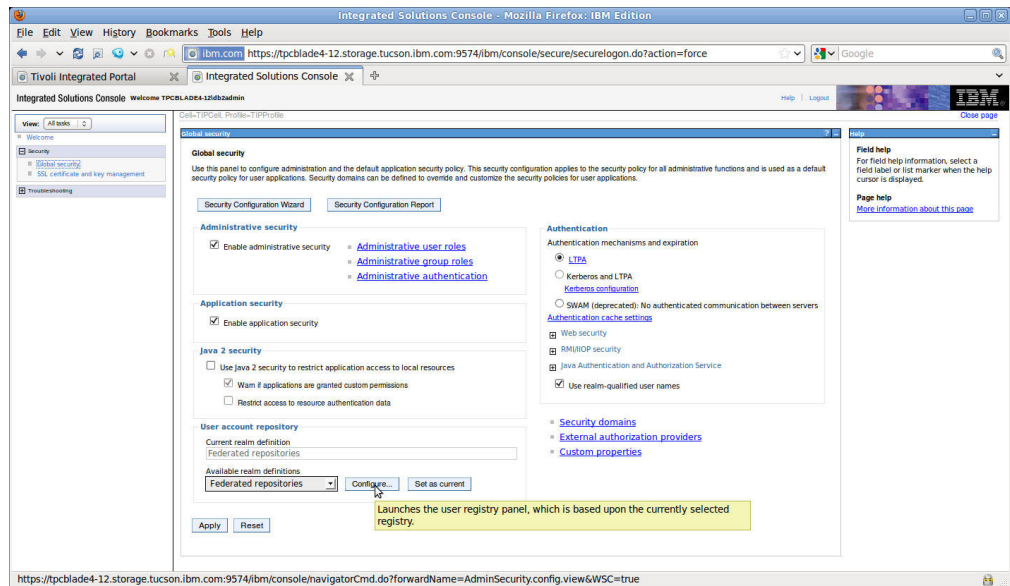 Integrated Solutions Console - Mozilla Firefox: IBM Edition
File Edit View History Bookmarks Tools Help
ibm.com https://tpcblade4-12.storage.tucson.ibm.com:9574/ibm/console/secure/securelogon.do?action=force
Google
Tivoli Integrated Portal
Integrated Solutions Console
Integrated Solutions Console Welcome TPCBLADE4-12\db2admin
Help | Logout
IBM.
Cell=TIPCell, Profile=TIPProfile
Close page
View: All tasks
Welcome
Security
Global security
SSL certificate and key management
Troubleshooting
Global security
? -
Global security
Use this panel to configure administration and the default application security policy. This security configuration applies to the security policy for all administrative functions and is used as a default
security policy for user applications. Security domains can be defined to override and customize the security policies for user applications.
Security Configuration Wizard
Security Configuration Report
Administrative security
Enable administrative security
Administrative user roles
Administrative group roles
Administrative authentication
Application security
Enable application security
Java 2 security
Use Java 2 security to restrict application access to local resources
Warn if applications are granted custom permissions
Restrict access to resource authentication data
User account repository
Current realm definition
Federated repositories
Available realm definitions
Federated repositories
Configure...
Set as current
Launches the user registry panel, which is based upon the currently selected
registry.
Apply
Reset
Authentication
Authentication mechanisms and expiration
LTPA
Kerberos and LTPA
Kerberos configuration
SWAM (deprecated): No authenticated communication between servers
Authentication cache settings
Web security
RMI/IIOP security
Java Authentication and Authorization Service
Use realm-qualified user names
Security domains
External authorization providers
Custom properties
Help
Field help
For field help information, select a
field label or list marker when the help
cursor is displayed.
Page help
More information about this page
https://tpcblade4-12.storage.tucson.ibm.com:9574/ibm/console/navigatorCmd.do?forwardName=AdminSecurity.config.view&WSC=true